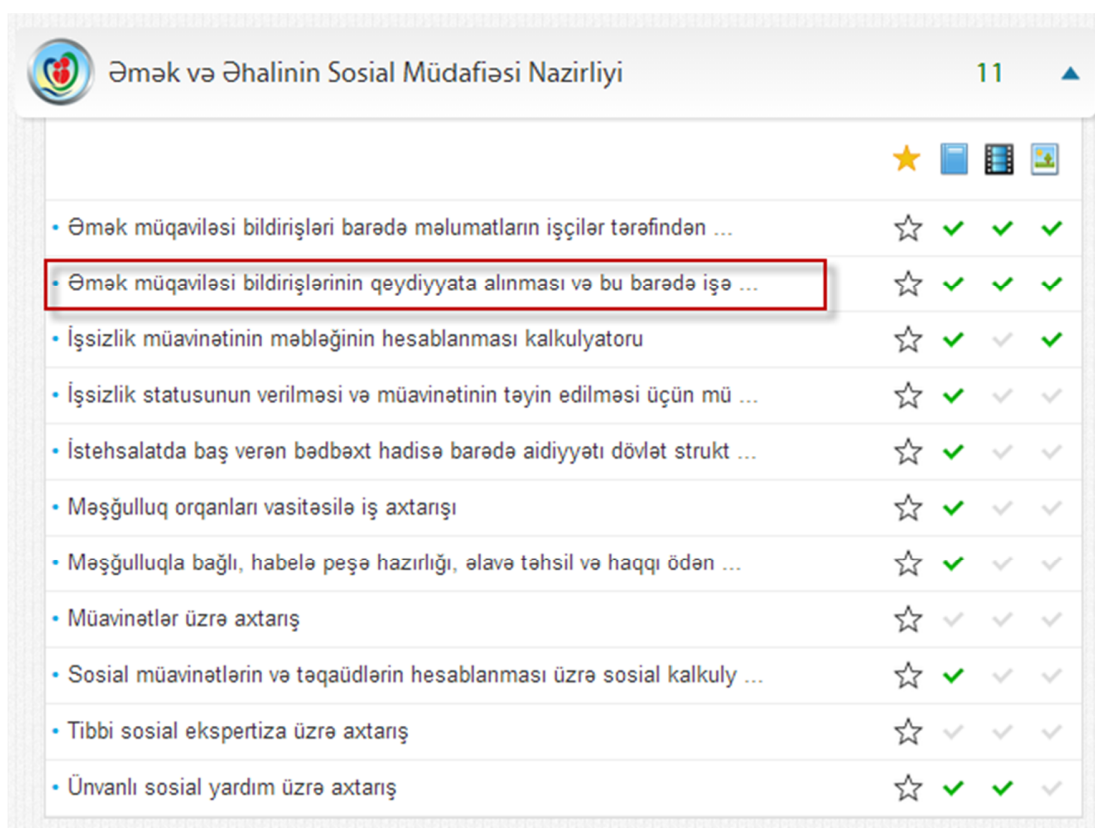 Əmək və Əhalinin Sosial Müdafiəsi Nazirliyi 11
Əmək müqaviləsi bildirişləri barədə məlumatların işçilər tərəfindən ...
Əmək müqaviləsi bildirişlərinin qeydiyyata alınması və bu barədə işə ...
İşsizlik müavinətinin məbləğinin hesablanması kalkulyatoru
İşsizlik statusunun verilməsi və müavinətinin təyin edilməsi üçün mü ...
İstehsalatda baş verən bədbəxt hadisə barədə aidiyyətı dövlət strukt ...
Məşğulluq orqanları vasitəsilə iş axtarışı
Məşğulluqla bağlı, habelə peşə hazırlığı, əlavə təhsil və haqqı ödən ...
Müavinətlər üzrə axtarış
Sosial müavinətlərin və təqaüdlərin hesablanması üzrə sosial kalkuly ...
Tibbi sosial ekspertiza üzrə axtarış
Ünvanlı sosial yardım üzrə axtarış